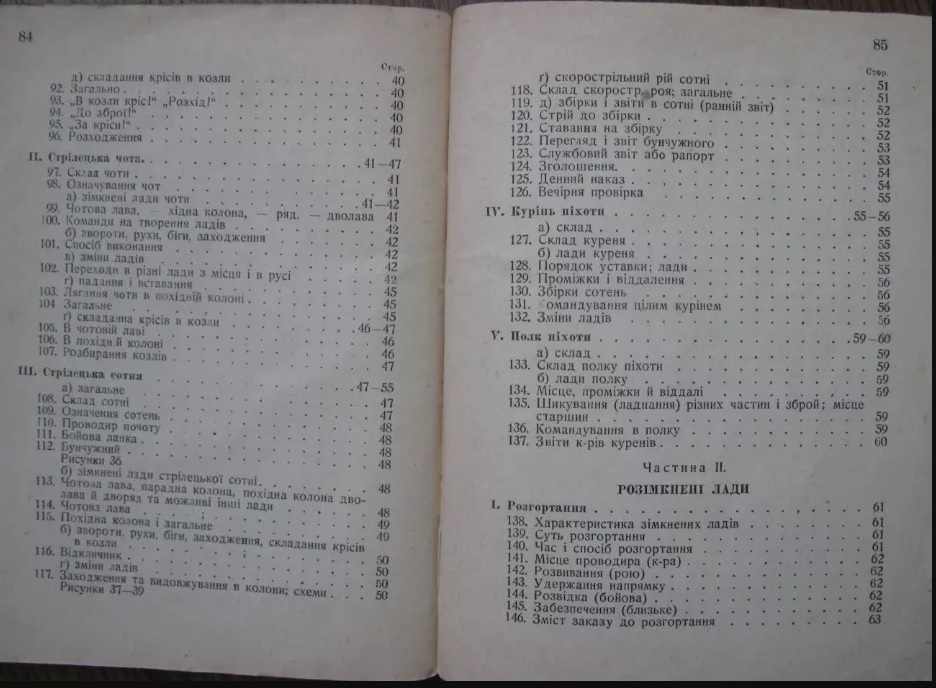 84
Стор.
д) складання крісів в козли . . . . . . . . . . 40
92. Загально . . . . . . . . . . 40
93. „В козли кріс!“ „Розхід!“ . . . . . . . . . . 40
94. „До зброї!“ . . . . . . . . . . 40
95. „За кріси!“ . . . . . . . . . . 40
96. Розходження . . . . . . . . . . 41
II. Стрілецька чота. . . . . . . . . . . 41—47
97. Склад чоти . . . . . . . . . . 41
98. Означування чот . . . . . . . . . . 41
а) зімкнені лади чоти . . . . . . . . . . 41—42
99. Чотова лава, — хідна колона, — ряд, — дволава 41
100. Команди на творення ладів . . . . . . . . . . 42
б) звороти, рухи, біги, заходження
101. Спосіб виконання . . . . . . . . . . 42
в) зміни ладів . . . . . . . . . . 42
102. Переходи в різні лади з місця і в русі . . . 42
г) падання і вставання . . . . . . . . . . 42
103. Лягання чоти в похідній колоні . . . . . . . . . . 45
104 Загальне . . . . . . . . . . 45
ґ) складанна крісів в козли . . . . . . . . . . 45
105. В чотовій лаві . . . . . . . . . . 46—47
106. В похідній колоні . . . . . . . . . . 46
107. Розбирання козлів . . . . . . . . . . 46
47
III. Стрілецька сотня . . . . . . . . . . 47—55
а) загальне . . . . . . . . . . 47
108. Склад сотні . . . . . . . . . . 47
109. Означення сотень . . . . . . . . . . 48
110. Проводир почоту . . . . . . . . . . 48
111. Бойова ланка . . . . . . . . . . 48
112. Бунчужний . . . . . . . . . . 48
Рисунки 36
б) зімкнені лади стрілецької сотні . . . . . . . . . . 48
113. Чотова лава, парадна колона, похідна колона дво-
лава й дворяд та можливі інші лади . . . . . . 48
114. Чотова лава . . . . . . . . . . 49
115. Похідна колона і загальне . . . . . . . . . . 49
б) звороти, рухи, біги, заходження, складання крісів
в козли . . . . . . . . . . 50
116. Відкличник . . . . . . . . . . 50
г) зміни ладів . . . . . . . . . . 50
117. Заходження та видовжування в колони; схеми . . . 50
Рисунки 37—39
85
Стор.
ґ) скорострільний рій сотні . . . . . . . . . . 51
118. Склад скоростр. роя; загальне . . . . . . . . . . 51
119. д) збірки і звіти в сотні (ранній звіт) . . . 52
120. Стрій до збірки . . . . . . . . . . 52
121. Ставання на збірку . . . . . . . . . . 52
122. Перегляд і звіт бунчужного . . . . . . . . . . 53
123. Службовий звіт або рапорт . . . . . . . . . . 53
124. Зголошення. . . . . . . . . . . 54
125. Денний наказ . . . . . . . . . . 54
126. Вечірня провірка . . . . . . . . . . 55
IV. Курінь піхоти . . . . . . . . . . 55—56
а) склад . . . . . . . . . . 55
127. Склад куреня . . . . . . . . . . 55
б) лади куреня . . . . . . . . . . 55
128. Порядок уставки; лади . . . . . . . . . . 55
129. Проміжки і віддалення . . . . . . . . . . 56
130. Збірки сотень . . . . . . . . . . 56
131. омандування цілим курінем . . . . . . . . . . 56
132. Зміни ладів . . . . . . . . . . 56
V. Полк піхоти . . . . . . . . . . 59—60
а) склад . . . . . . . . . . 59
133. Склад полку піхоти . . . . . . . . . . 59
б) лади полку . . . . . . . . . . 59
134. Місце, проміжки й віддалі . . . . . . . . . . 59
135. Шикування (ладнання) різних частин і зброй; місце
старшин . . . . . . . . . . 59
136. Командування в полку . . . . . . . . . . 59
137. Звіти к-рів куренів . . . . . . . . . . 60
Частина II.
РОЗІМКНЕНІ ЛАДИ
I. Розгортання . . . . . . . . . . 61
138. Характеристика зімкнених ладів . . . . . . . . . . 61
139. Суть розгортання . . . . . . . . . . 61
140. Час і спосіб розгортання . . . . . . . . . . 61
141. Місце проводира (к-ра) . . . . . . . . . . 62
142. Розвивання (рою) . . . . . . . . . . 62
143. Удержання напрямку . . . . . . . . . . 62
144. Розвідка (бойова) . . . . . . . . . . 62
145. Забезпечення (близьке) . . . . . . . . . . 62
146. Зміст заказу до розгортання . . . . . . . . . . 63